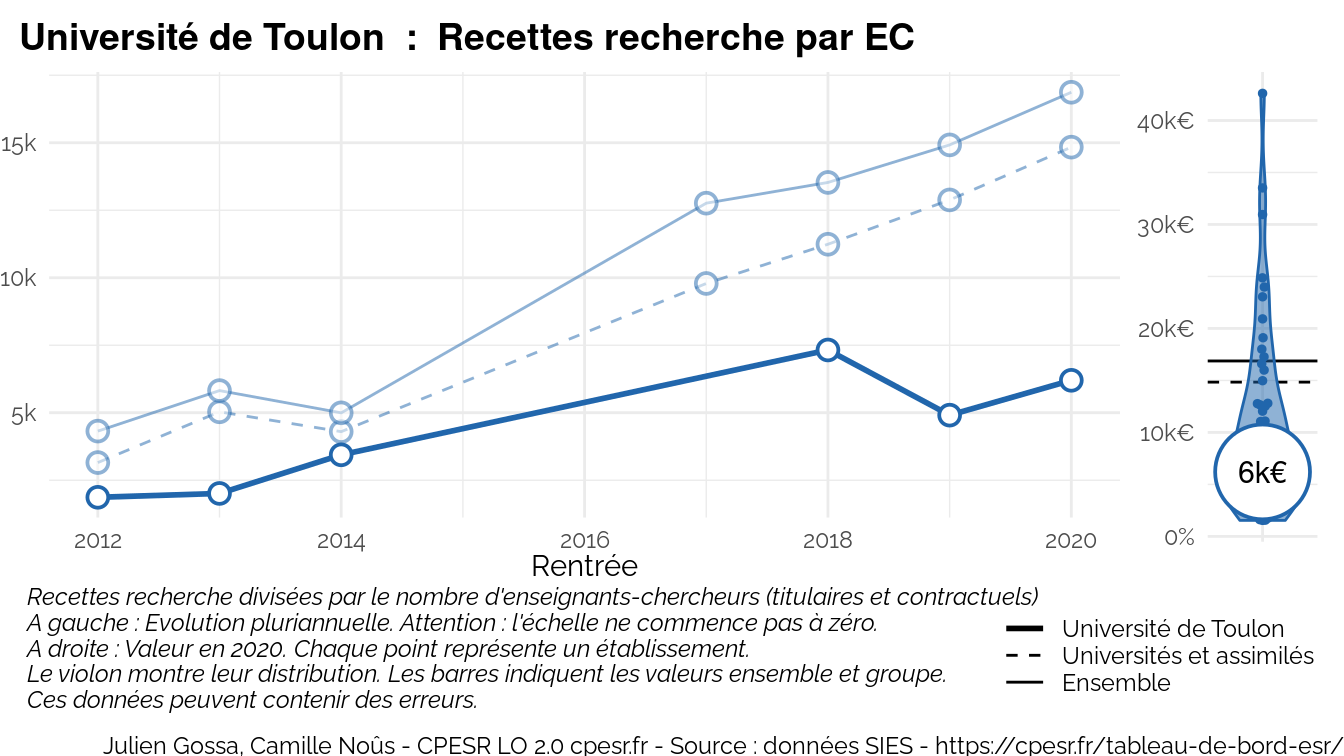 Université de Toulon : Recettes recherche par EC
15k
10k
5k
2012 2014 2016 2018 2020
Rentrée
40k€
30k€
20k€
10k€
0%
6k€
Recettes recherche divisées par le nombre d'enseignants-chercheurs (titulaires et contractuels)
A gauche : Evolution pluriannuelle. Attention : l'échelle ne commence pas à zéro.
A droite : Valeur en 2020. Chaque point représente un établissement.
Le violon montre leur distribution. Les barres indiquent les valeurs ensemble et groupe.
Ces données peuvent contenir des erreurs.
Université de Toulon
Universités et assimilés
Ensemble
Julien Gossa, Camille Noûs - CPESR LO 2.0 cpesr.fr - Source : données SIES - https://cpesr.fr/tableau-de-bord-esr/